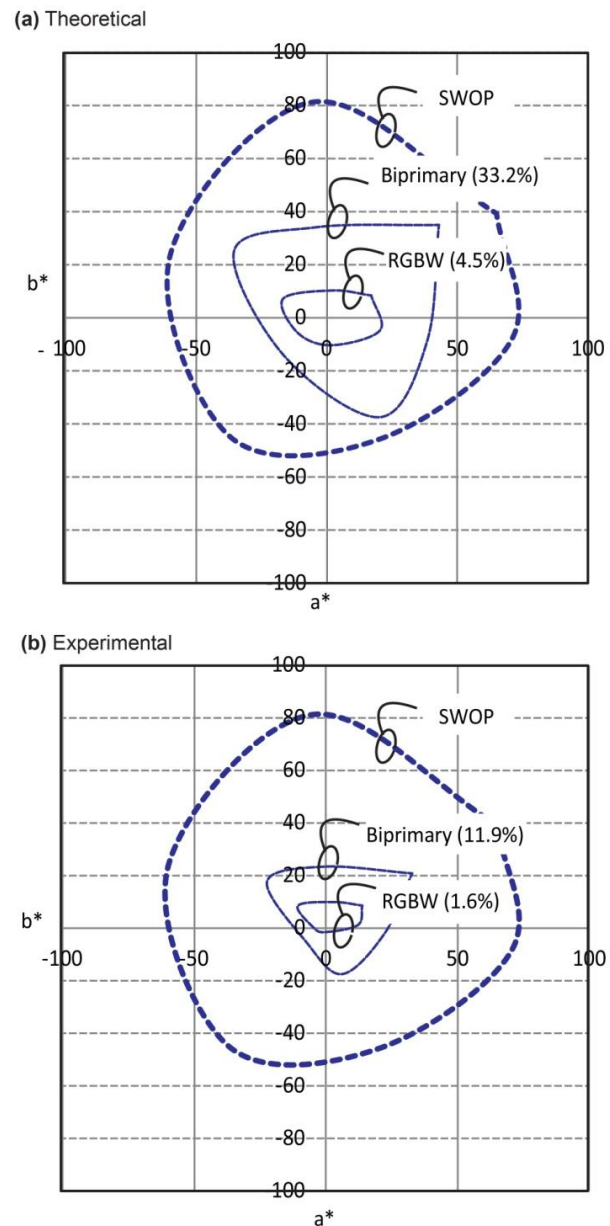 (a) Theoretical
100
SWOP
80
60
Biprimary (33.2%)
40
RGBW (4.5%)
20
b*
0
- 100
-50
0
50
100
-20
-40
-60
-80
-100
a*
(b) Experimental
100
SWOP
80
60
40
Biprimary (11.9%)
20
RGBW (1.6%)
b*
0
-100
-50
0
50
100
-20
-40
-60
-80
-100
a*